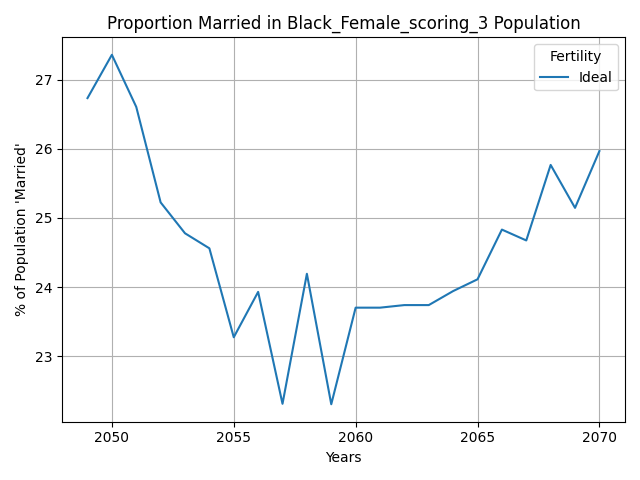 Proportion Married in Black_Female_scoring_3 Population
% of Population 'Married'
27
26
25
24
23
Fertility
Ideal
2050 2055 2060 2065 2070
Years